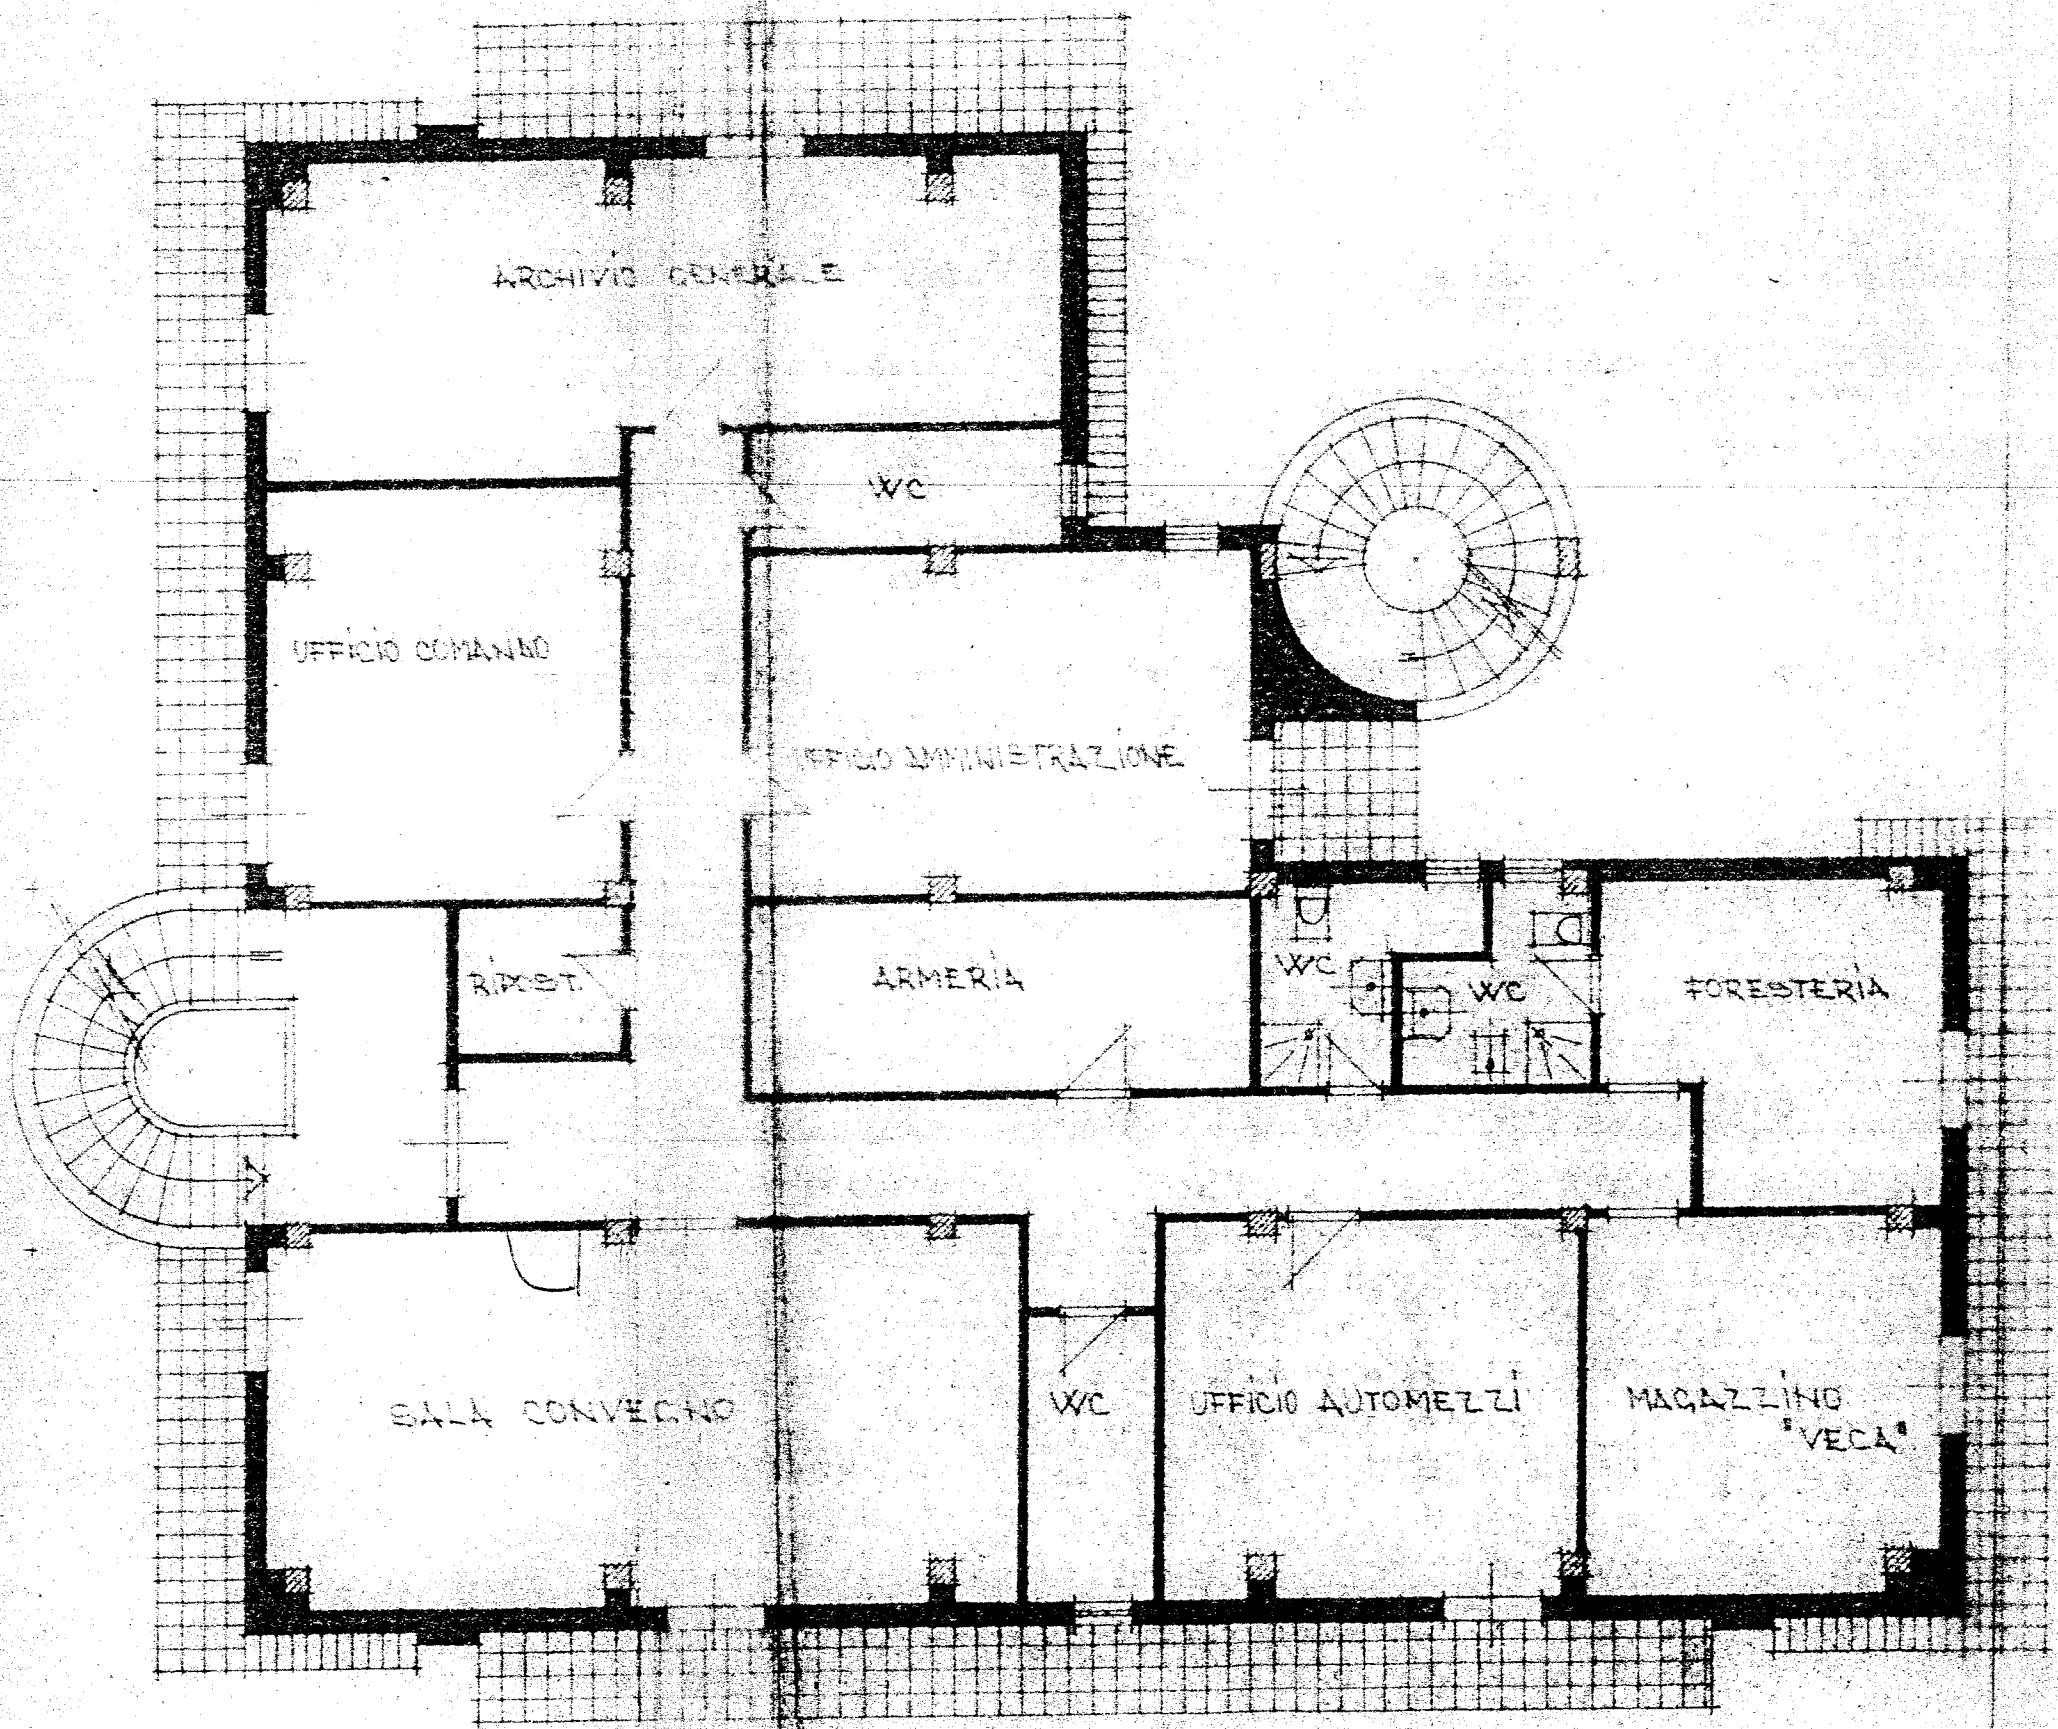 ARCHIVIO GENERALE
WC
UFFICIO COMANDO
UFFICIO AMMINISTRAZIONE
RIPOST.
ARMERIA
WC
WC
FORESTERIA
SALA CONVEGNO
WC
UFFICIO AUTOMEZZI
MAGAZZINO
"VECA"